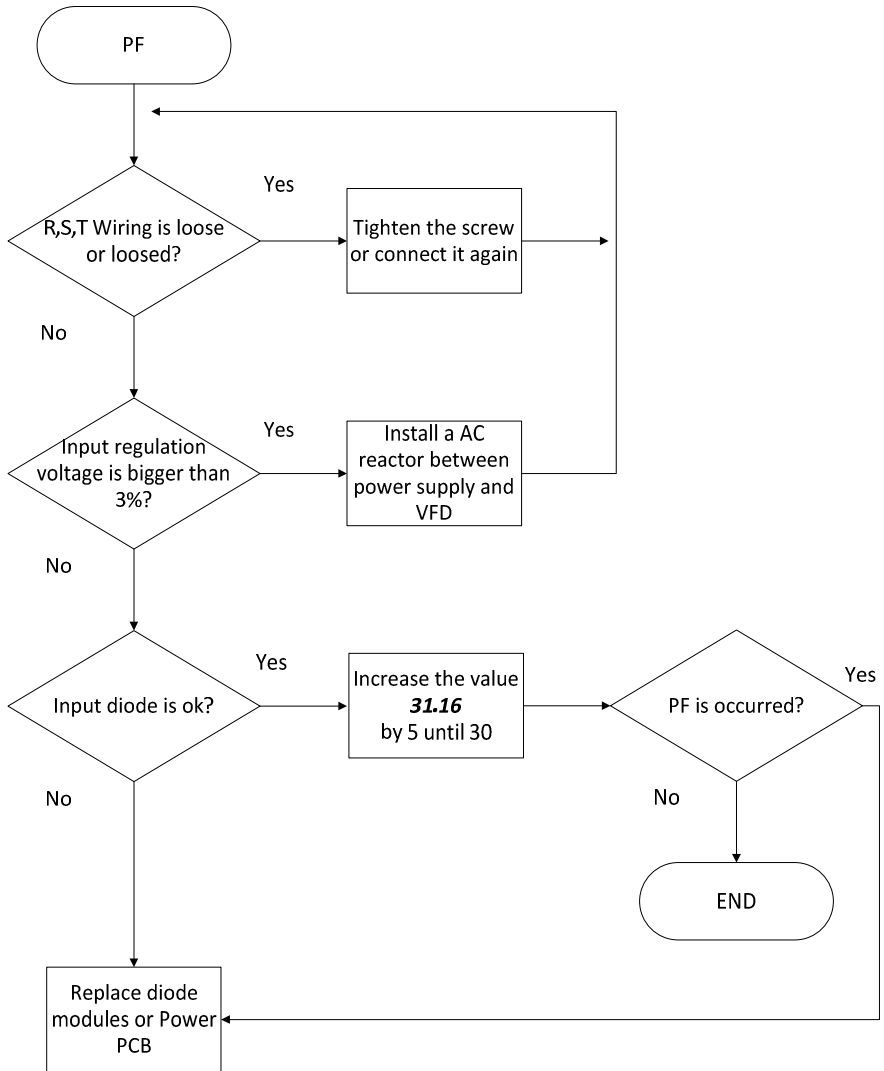 PF
R,S,T Wiring is loose
or loosed?
Yes
Tighten the screw
or connect it again
No
Input regulation
voltage is bigger than
3%?
Yes
Install a AC
reactor between
power supply and
VFD
No
Input diode is ok?
Yes
Increase the value
31.16
by 5 until 30
PF is occurred?
Yes
No
No
END
Replace diode
modules or Power
PCB